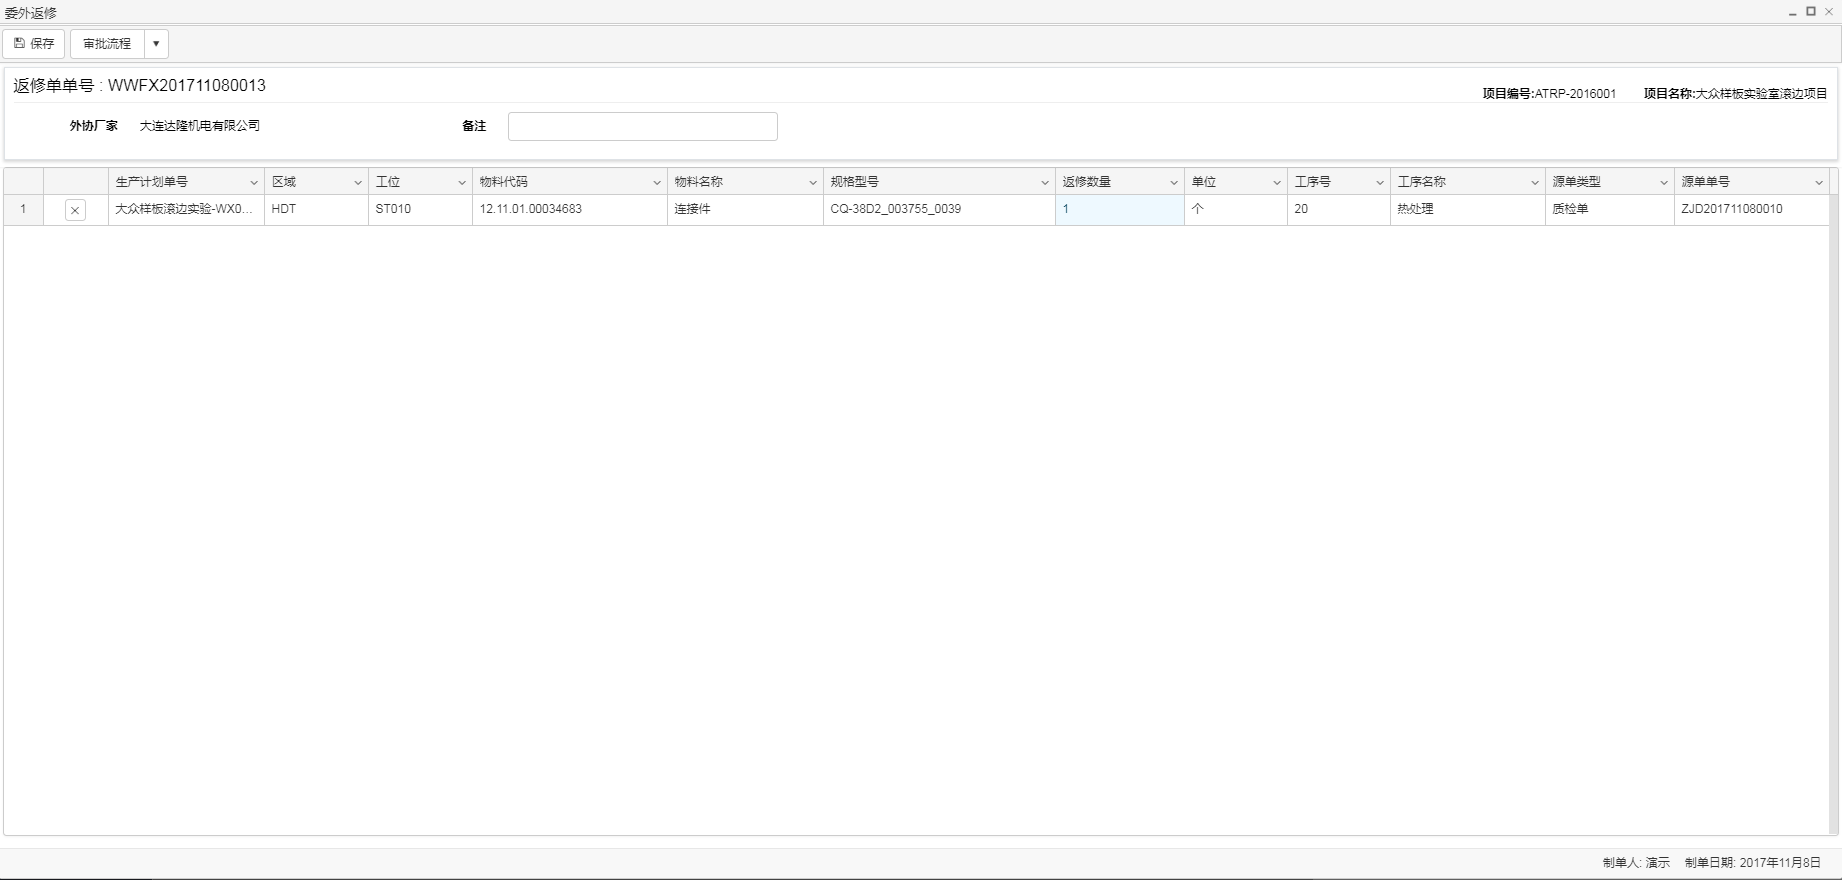 委外返修
保存 审批流程
返修单单号 : WWFX201711080013
项目编号:ATRP-2016001 项目名称:大众样板实验室滚边项目
外协厂家 大连达隆机电有限公司 备注
生产计划单号 区域 工位 物料代码 物料名称 规格型号 返修数量 单位 工序号 工序名称 源单类型 源单单号
1 大众样板滚边实验-WX0... HDT ST010 12.11.01.00034683 连接件 CQ-38D2_003755_0039 1 个 20 热处理 质检单 ZJD201711080010
制单人: 演示 制单日期: 2017年11月8日